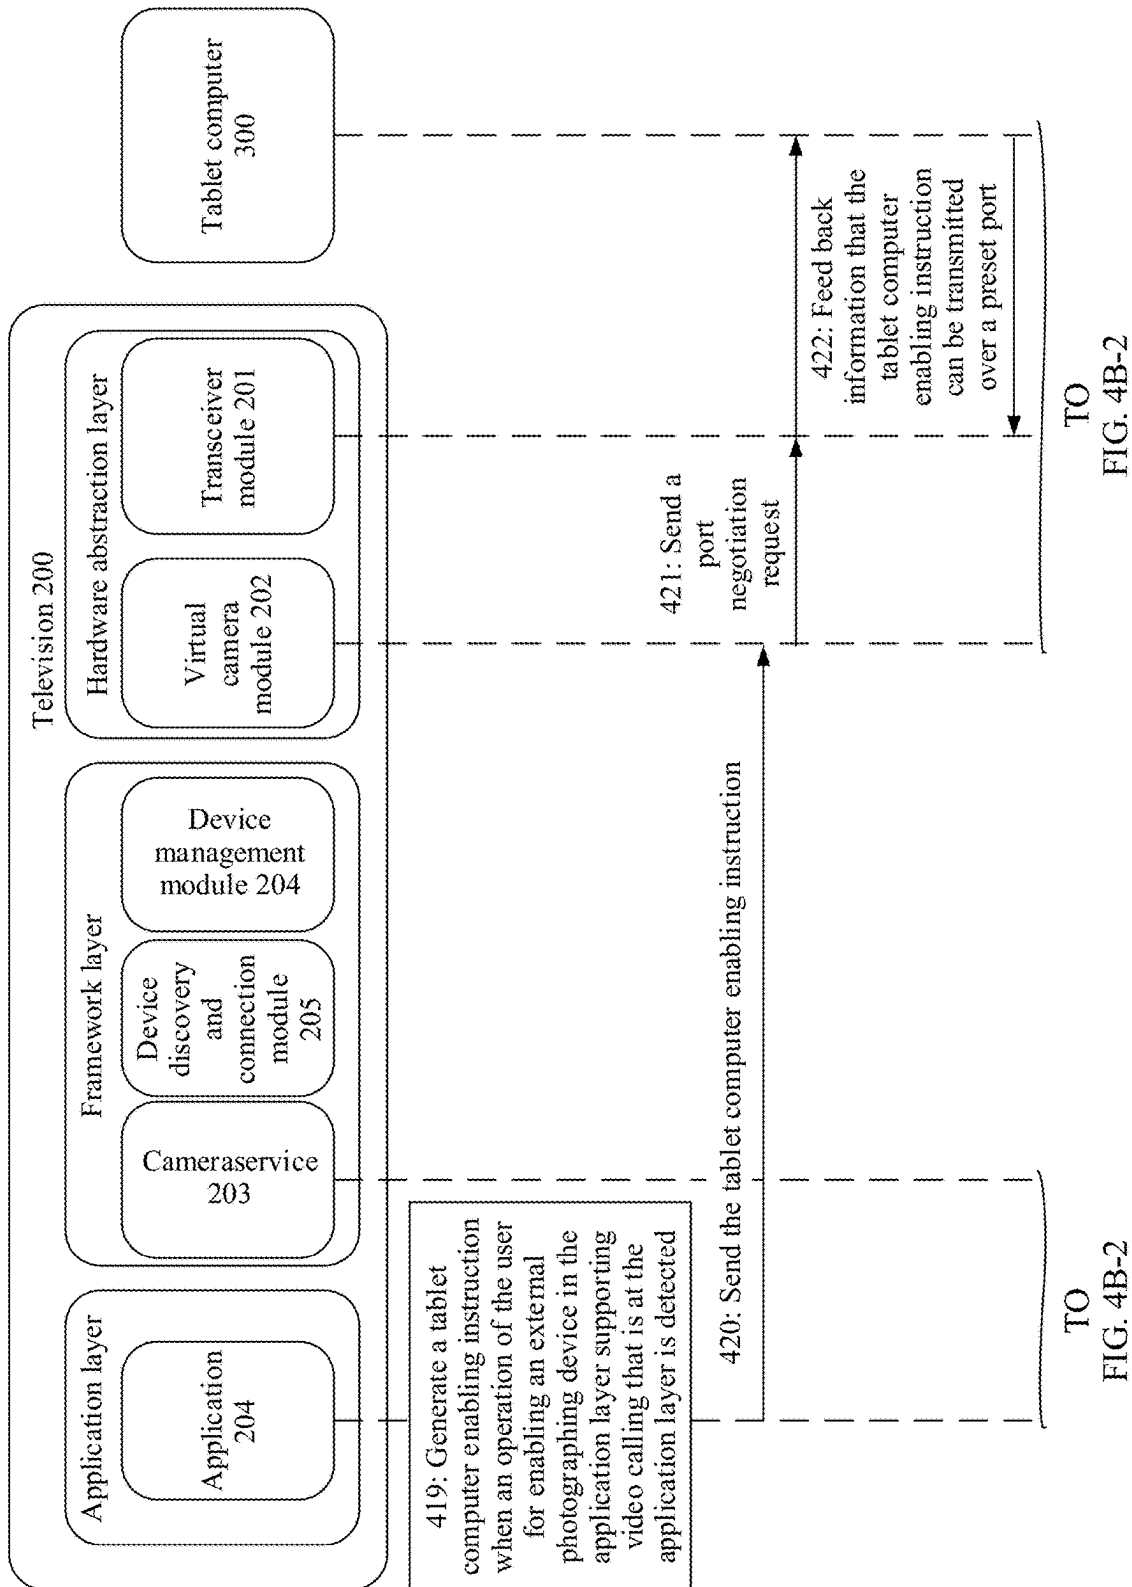 Television 200
Application layer
Application
204
Framework layer
Cameraservice
203
Device
discovery
and
connection
module
205
Device
management
module 204
Hardware abstraction layer
Virtual
camera
module 202
Transceiver
module 201
Tablet computer
300
419: Generate a tablet
computer enabling instruction
when an operation of the user
for enabling an external
photographing device in the
application layer supporting
video calling that is at the
application layer is detected
420: Send the tablet computer enabling instruction
421: Send a
port
negotiation
request
422: Feed back
information that the
tablet computer
enabling instruction
can be transmitted
over a preset port
TO
FIG. 4B-2
TO
FIG. 4B-2